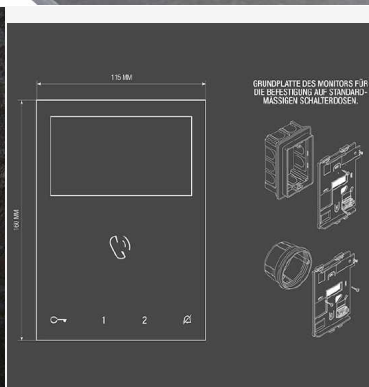 115 MM
GRUNDPLATTE DES MONITORS FÜR
DIE BEFESTIGUNG AUF STANDARD-
MÄSSIGEN SCHALTERDOSEN.
160 MM
1 2